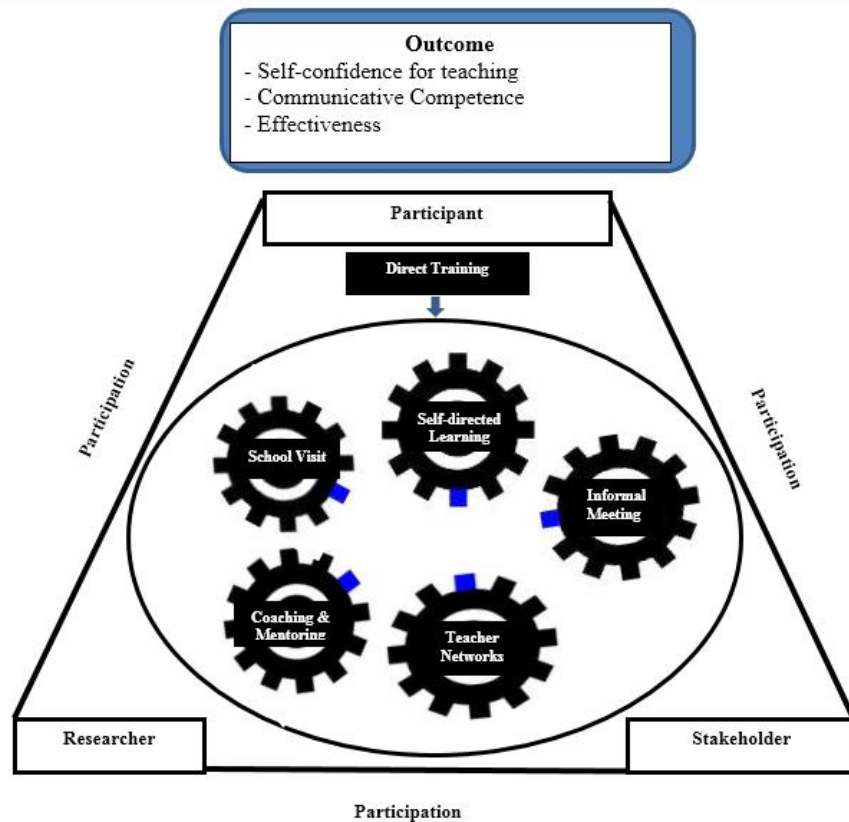 Outcome
- Self-confidence for teaching
- Communicative Competence
- Effectiveness
Participant
Direct Training
Participation
Participation
Self-directed
Learning
School Visit
Informal
Meeting
Coaching &
Mentoring
Teacher
Networks
Researcher
Stakeholder
Participation